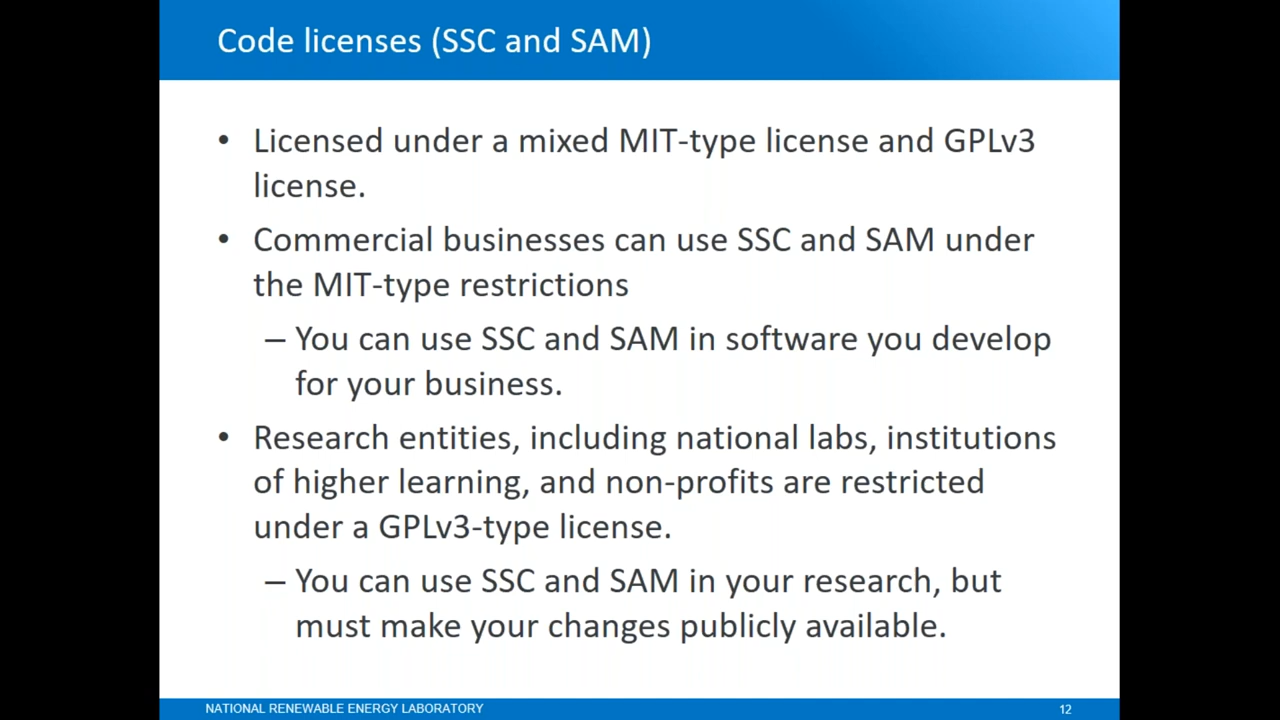 Code licenses (SSC and SAM)
• Licensed under a mixed MIT-type license and GPLv3
license.
• Commercial businesses can use SSC and SAM under
the MIT-type restrictions
– You can use SSC and SAM in software you develop
for your business.
• Research entities, including national labs, institutions
of higher learning, and non-profits are restricted
under a GPLv3-type license.
– You can use SSC and SAM in your research, but
must make your changes publicly available.
NATIONAL RENEWABLE ENERGY LABORATORY
12